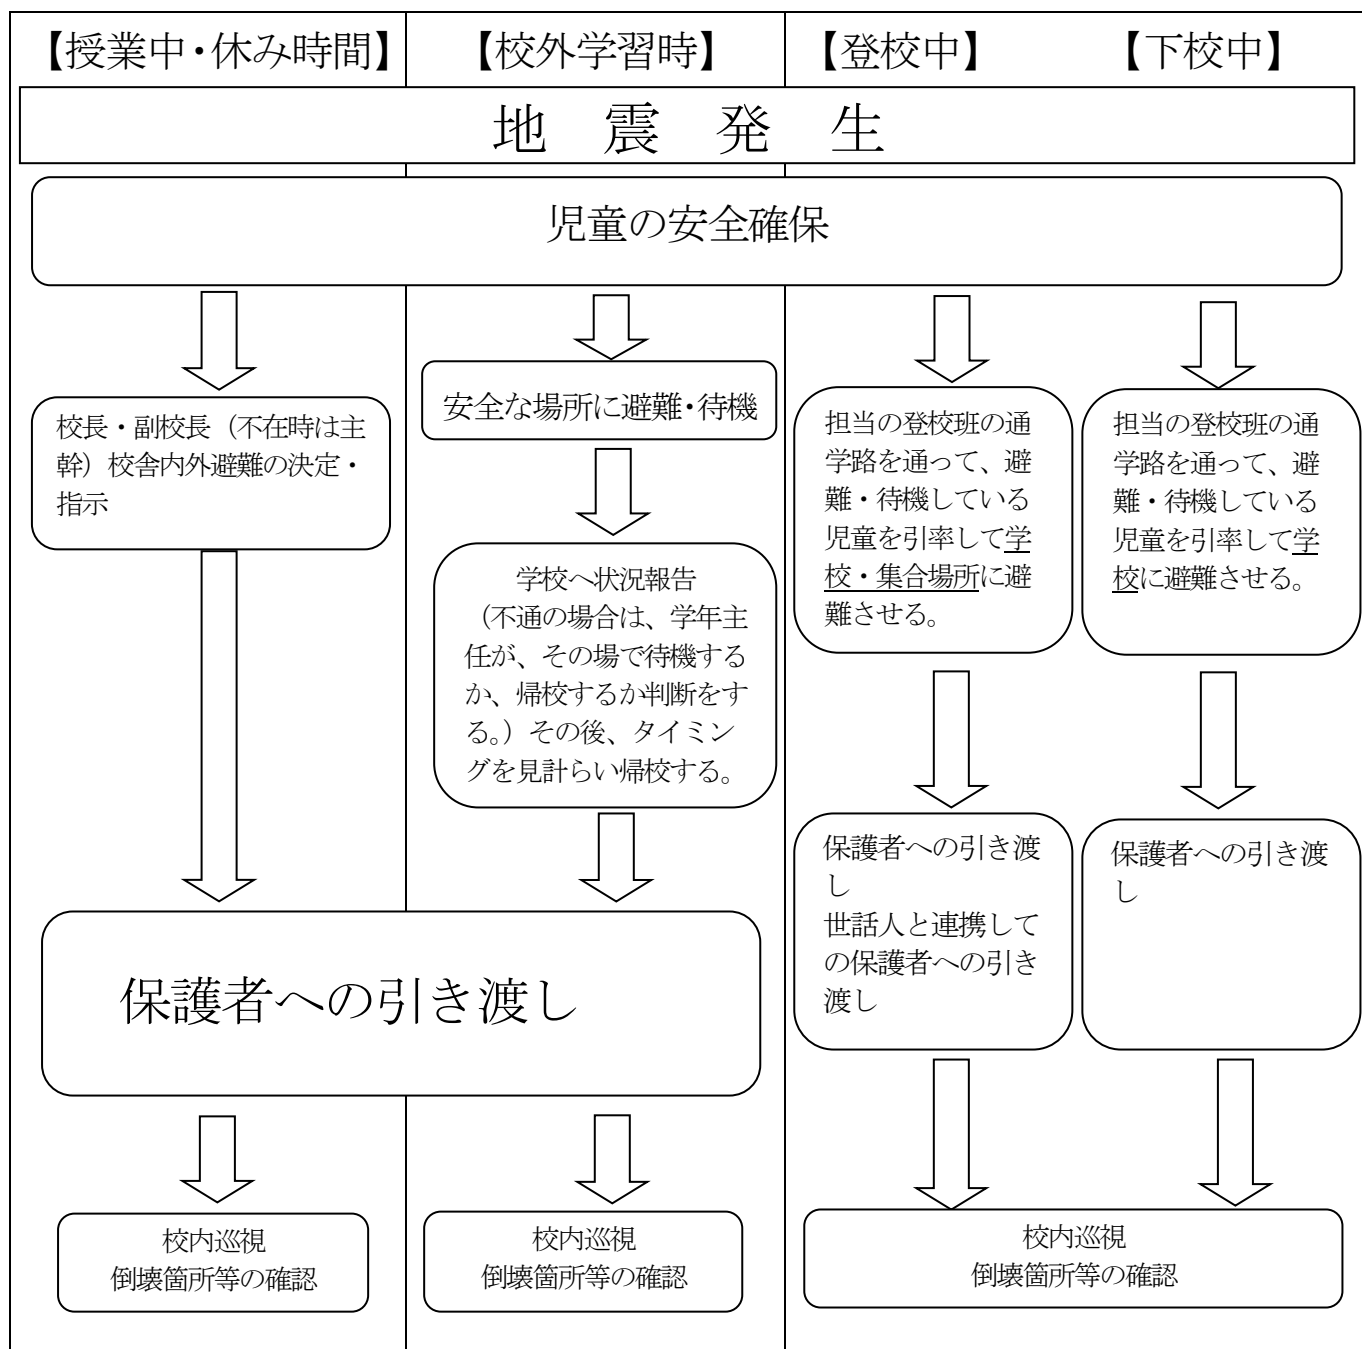 【授業中・休み時間】
【校外学習時】
【登校中】
【下校中】
地 震 発 生
児童の安全確保
校長・副校長（不在時は主
幹）校舎内外避難の決定・
指示
安全な場所に避難・待機
学校へ状況報告
（不通の場合は、学年主
任が、その場で待機する
か、帰校するか判断をす
る。）その後、タイミン
グを見計らい帰校する。
担当の登校班の通
学路を通って、避
難・待機している
児童を引率して学
校・集合場所に避
難させる。
担当の登校班の通
学路を通って、避
難・待機している
児童を引率して学
校に避難させる。
保護者への引き渡し
保護者への引き渡
し
世話人と連携して
の保護者への引き
渡し
保護者への引き渡
し
校内巡視
倒壊箇所等の確認
校内巡視
倒壊箇所等の確認
校内巡視
倒壊箇所等の確認